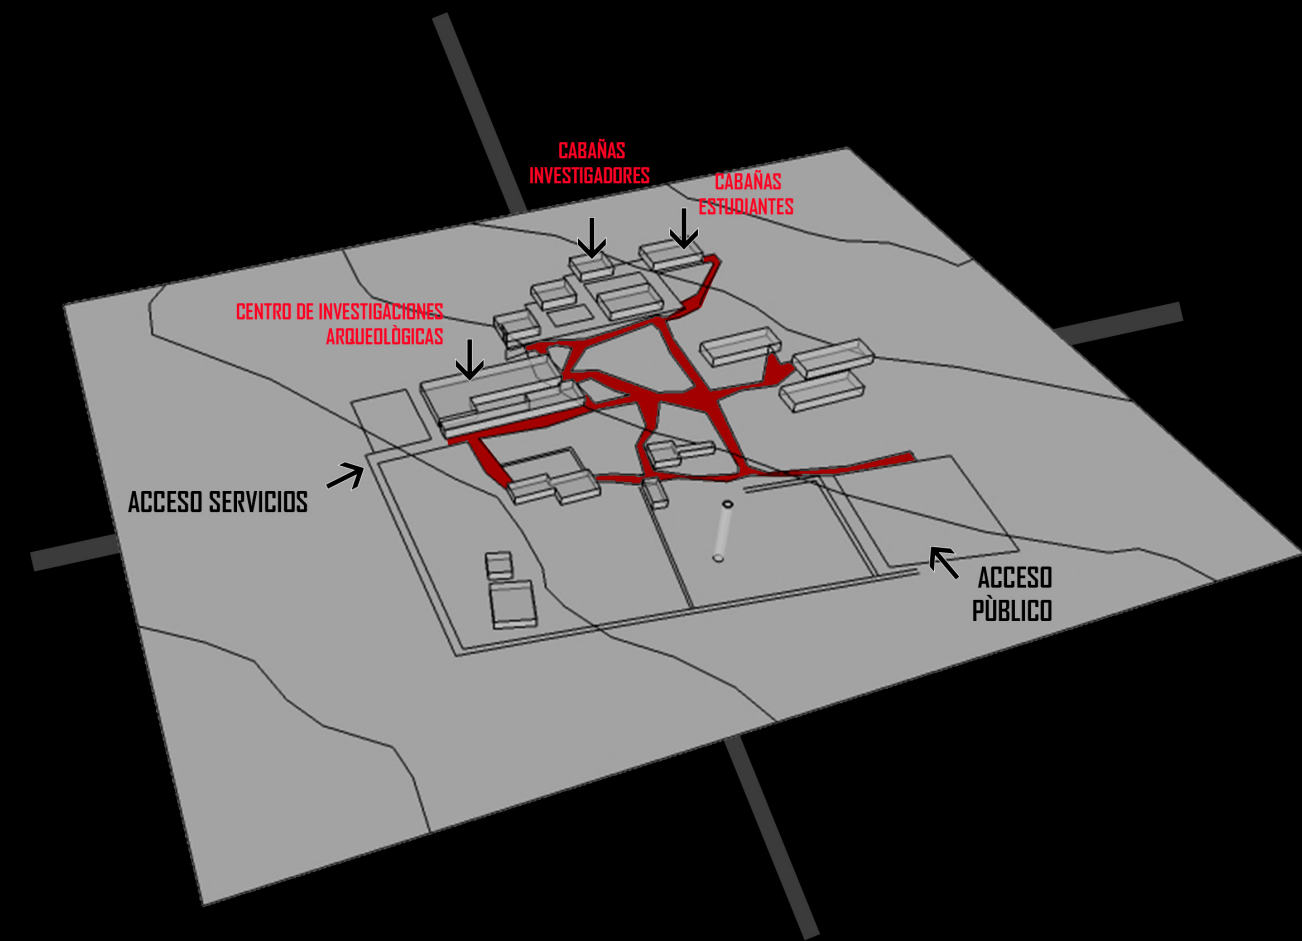 CABAÑAS
INVESTIGADORES
CABAÑAS
ESTUDIANTES
CENTRO DE INVESTIGACIONES
ARQUEOLÒGICAS
ACCESO SERVICIOS
ACCESO
PÙBLICO